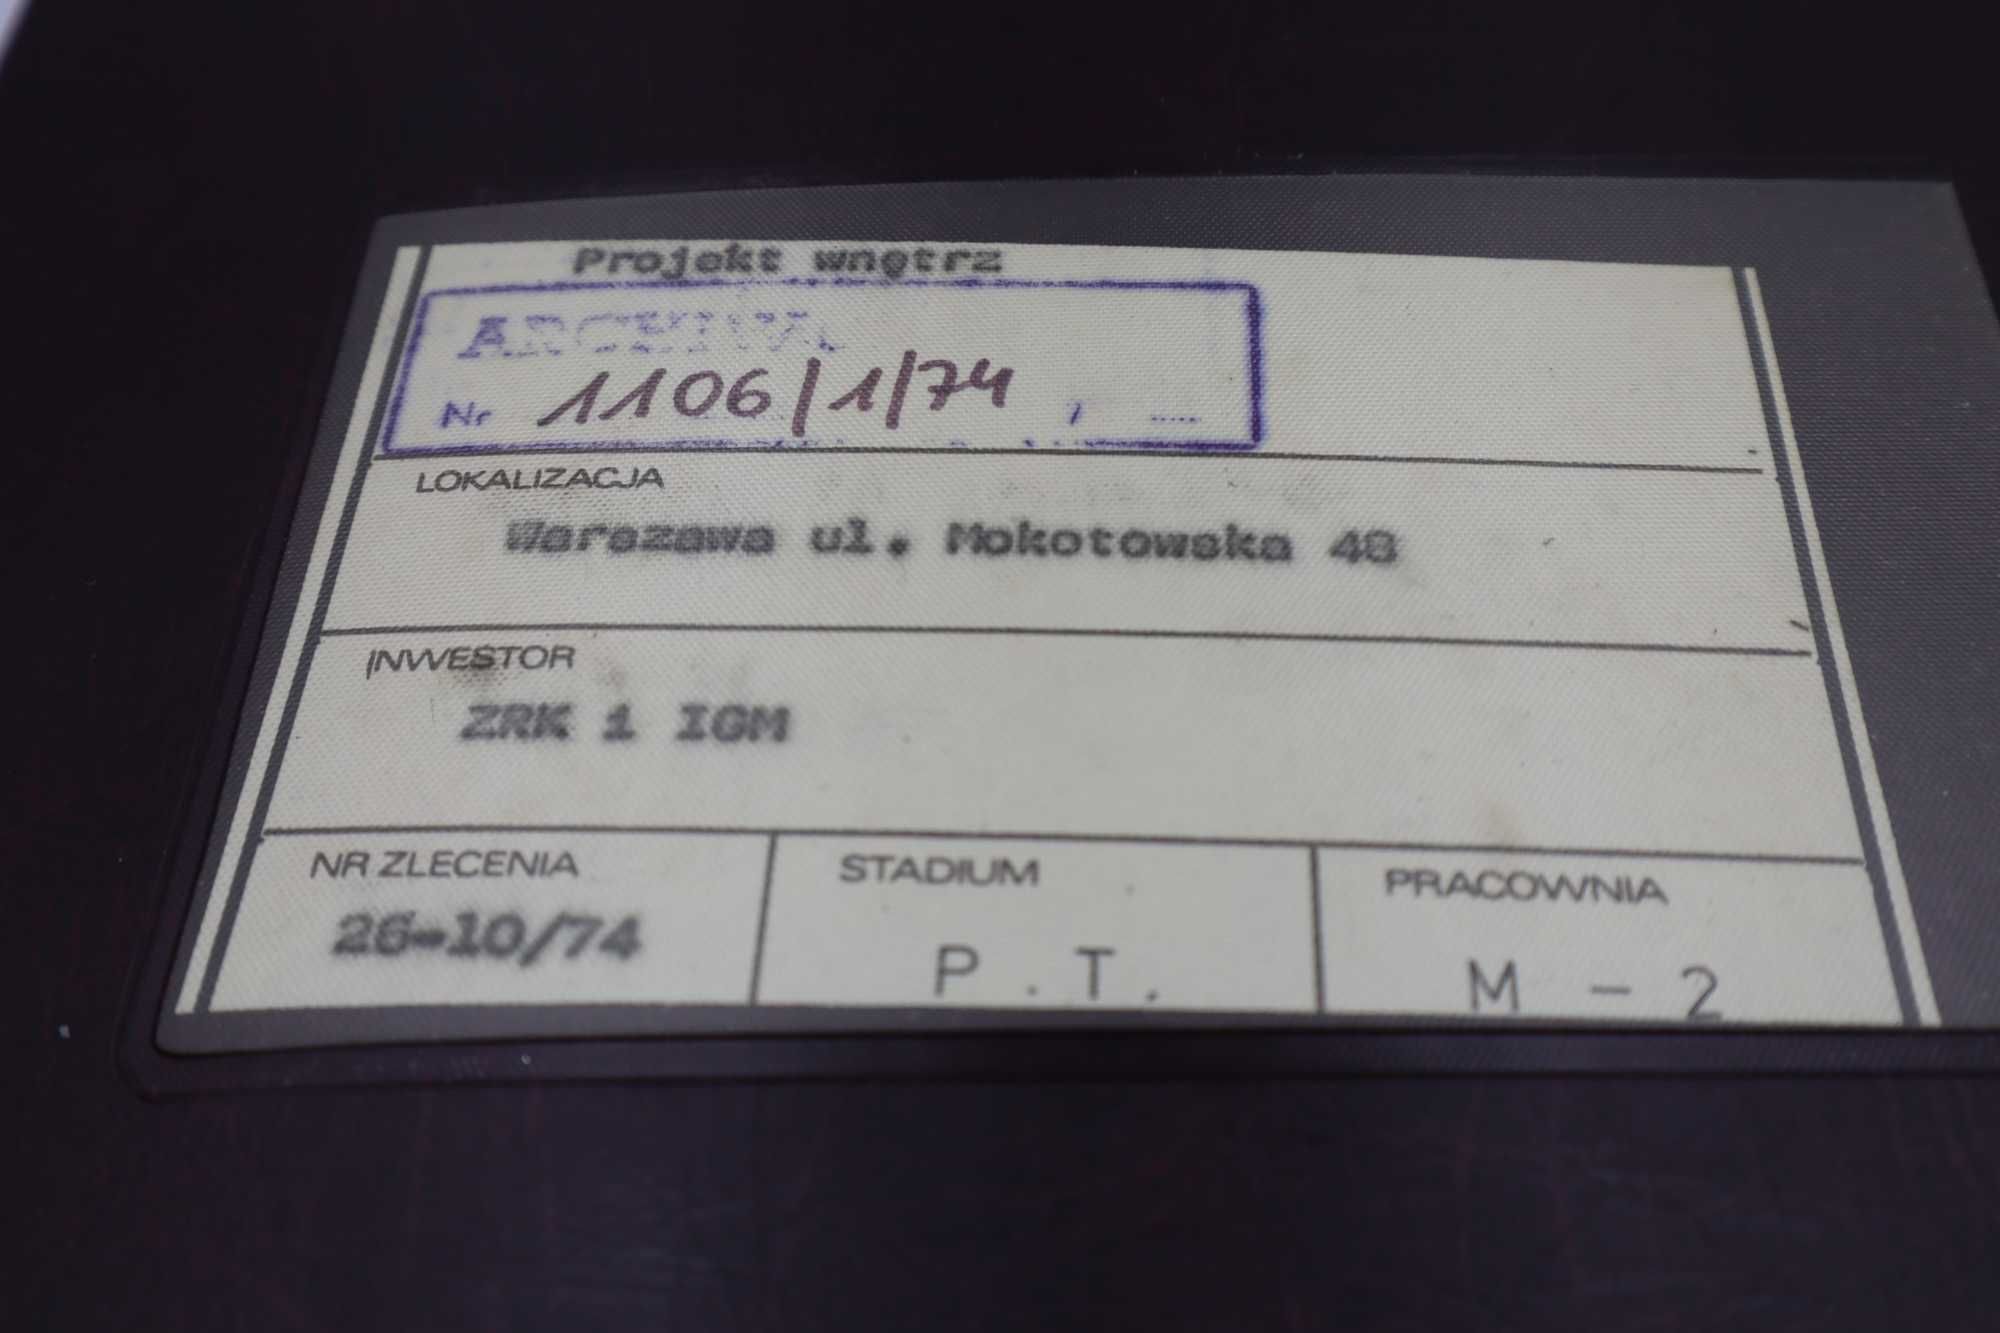 Projekt wnętrz
ARCHIWA
Nr 1106/1/74
LOKALIZACJA
Warszawa ul. Mokotowska 48
INWESTOR
ZRK i IGM
NR ZLECENIA
26-10/74
STADIUM
P.T.
PRACOWNIA
M-2